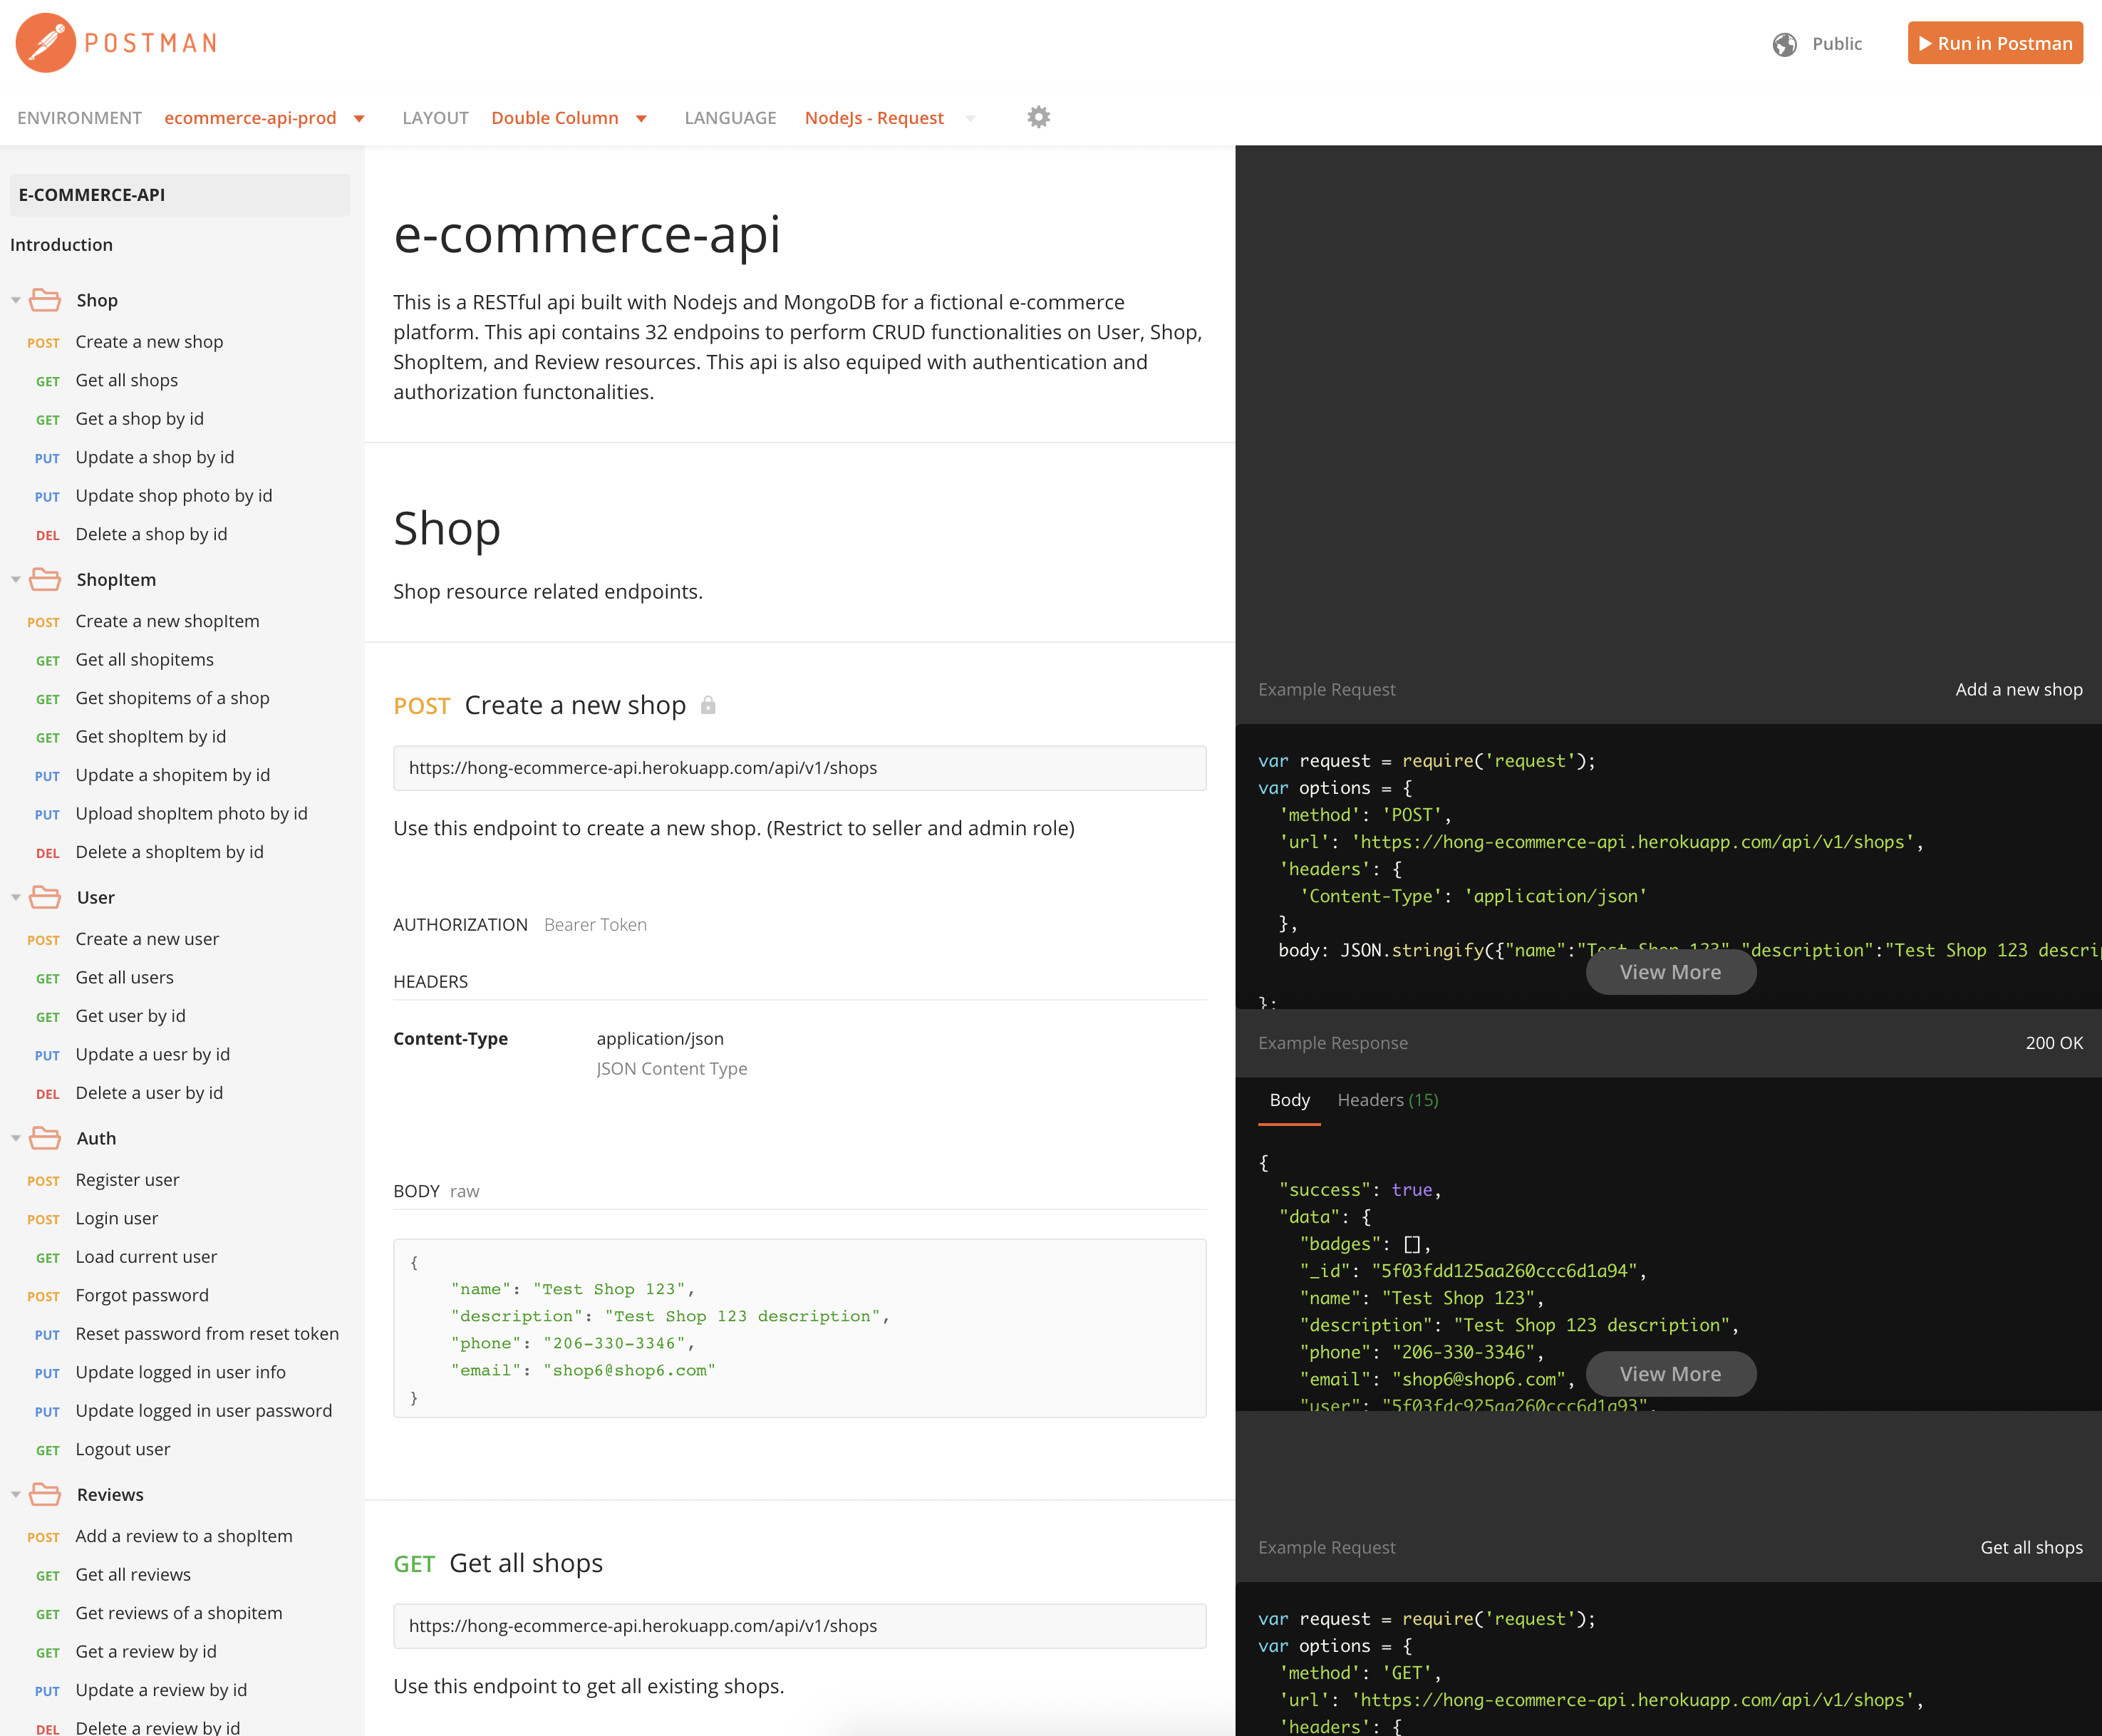 POSTMAN
Public
Run in Postman
ENVIRONMENT ecommerce-api-prod LAYOUT Double Column LANGUAGE NodeJs - Request
E-COMMERCE-API
Introduction
Shop
POST Create a new shop
GET Get all shops
GET Get a shop by id
PUT Update a shop by id
PUT Update shop photo by id
DEL Delete a shop by id
ShopItem
POST Create a new shopItem
GET Get all shopitems
GET Get shopitems of a shop
GET Get shopItem by id
PUT Update a shopitem by id
PUT Upload shopItem photo by id
DEL Delete a shopItem by id
User
POST Create a new user
GET Get all users
GET Get user by id
PUT Update a uesr by id
DEL Delete a user by id
Auth
POST Register user
POST Login user
GET Load current user
POST Forgot password
PUT Reset password from reset token
PUT Update logged in user info
PUT Update logged in user password
GET Logout user
Reviews
POST Add a review to a shopItem
GET Get all reviews
GET Get reviews of a shopitem
GET Get a review by id
PUT Update a review by id
DEL Delete a review by id
e-commerce-api
This is a RESTful api built with Nodejs and MongoDB for a fictional e-commerce
platform. This api contains 32 endpoins to perform CRUD functionalities on User, Shop,
ShopItem, and Review resources. This api is also equiped with authentication and
authorization functonalities.
Shop
Shop resource related endpoints.
POST Create a new shop
https://hong-ecommerce-api.herokuapp.com/api/v1/shops
Use this endpoint to create a new shop. (Restrict to seller and admin role)
AUTHORIZATION Bearer Token
HEADERS
Content-Type application/json
JSON Content Type
BODY raw
{
"name": "Test Shop 123",
"description": "Test Shop 123 description",
"phone": "206-330-3346",
"email": "shop6@shop6.com"
}
GET Get all shops
https://hong-ecommerce-api.herokuapp.com/api/v1/shops
Use this endpoint to get all existing shops.
Example Request Add a new shop
var request = require('request');
var options = {
'method': 'POST',
'url': 'https://hong-ecommerce-api.herokuapp.com/api/v1/shops',
'headers': {
'Content-Type': 'application/json'
},
body: JSON.stringify({"name":"Test Shop 123","description":"Test Shop 123 descri
View More
};
Example Response 200 OK
Body Headers (15)
{
"success": true,
"data": {
"badges": [],
"_id": "5f03fdd125aa260ccc6d1a94",
"name": "Test Shop 123",
"description": "Test Shop 123 description",
"phone": "206-330-3346",
"email": "shop6@shop6.com",
View More
"user": "5f03fdc925aa260ccc6d1a93",
Example Request Get all shops
var request = require('request');
var options = {
'method': 'GET',
'url': 'https://hong-ecommerce-api.herokuapp.com/api/v1/shops',
'headers': {